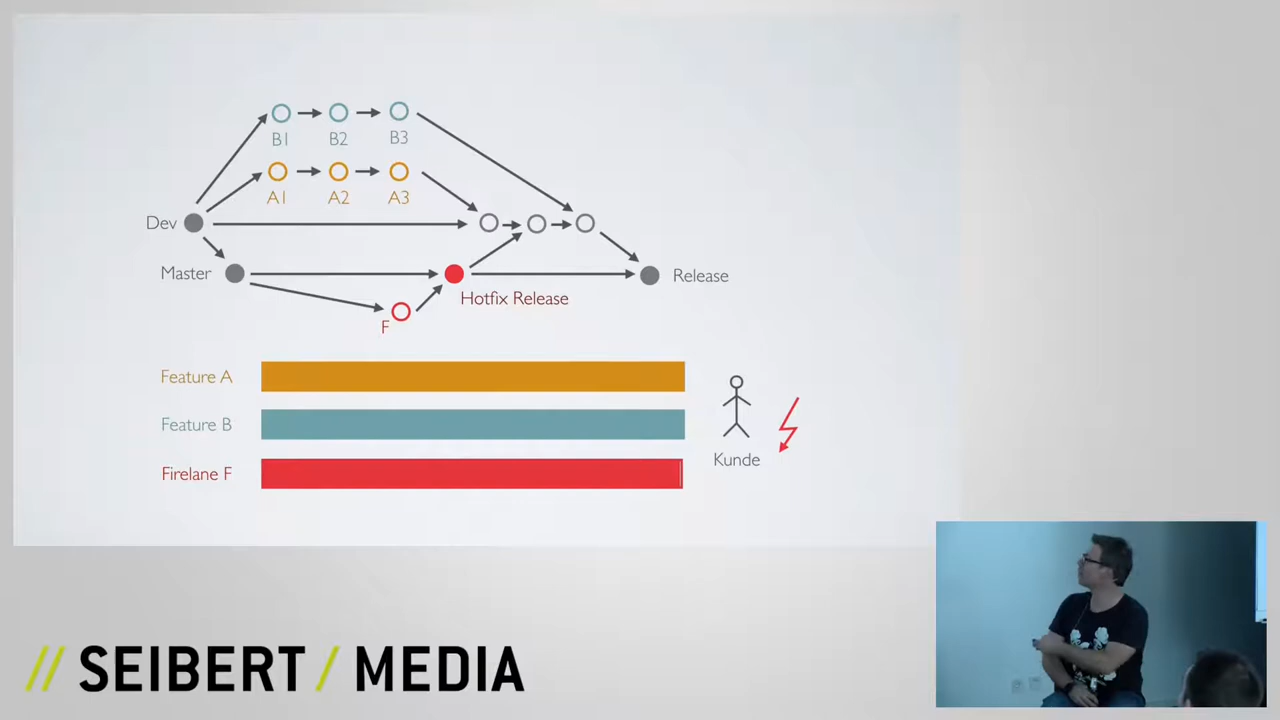 B1 B2 B3
A1 A2 A3
Dev
Master
Release
Hotfix Release
F
Feature A
Feature B
Kunde
Firelane F
// SEIBERT / MEDIA